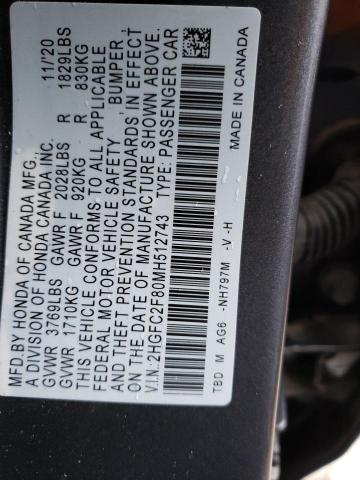 MFD. BY HONDA OF CANADA MFG., 11/20
A DIVISION OF HONDA CANADA INC.
GVWR 3769LBS GAWR F 2028LBS R 1829LBS
GVWR 1710KG GAWR F 920KG R 830KG
THIS VEHICLE CONFORMS TO ALL APPLICABLE
FEDERAL MOTOR VEHICLE SAFETY, BUMPER,
AND THEFT PREVENTION STANDARDS IN EFFECT
ON THE DATE OF MANUFACTURE SHOWN ABOVE.
V.I.N.:2HGFC2F80MH512743 TYPE: PASSENGER CAR
TBD M AG6 -NH797M -V -H
MADE IN CANADA